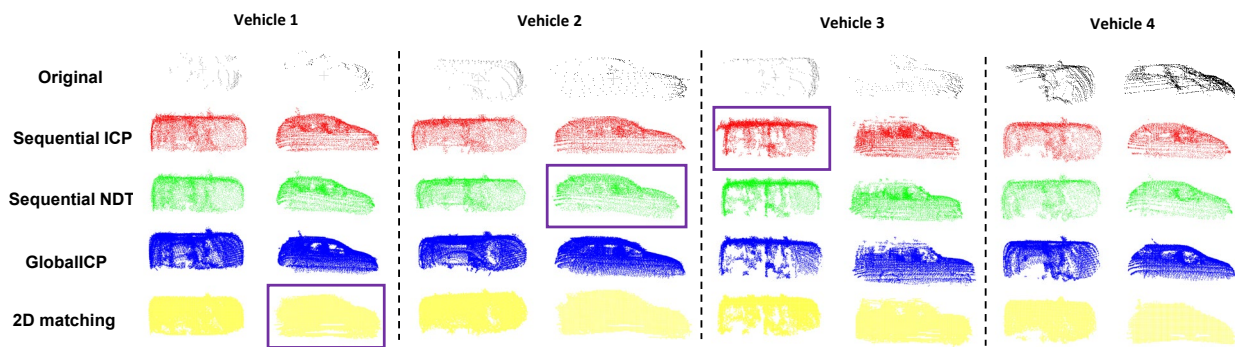 Vehicle 1
Vehicle 2
Vehicle 3
Vehicle 4
Original
Sequential ICP
Sequential NDT
GlobalICP
2D matching